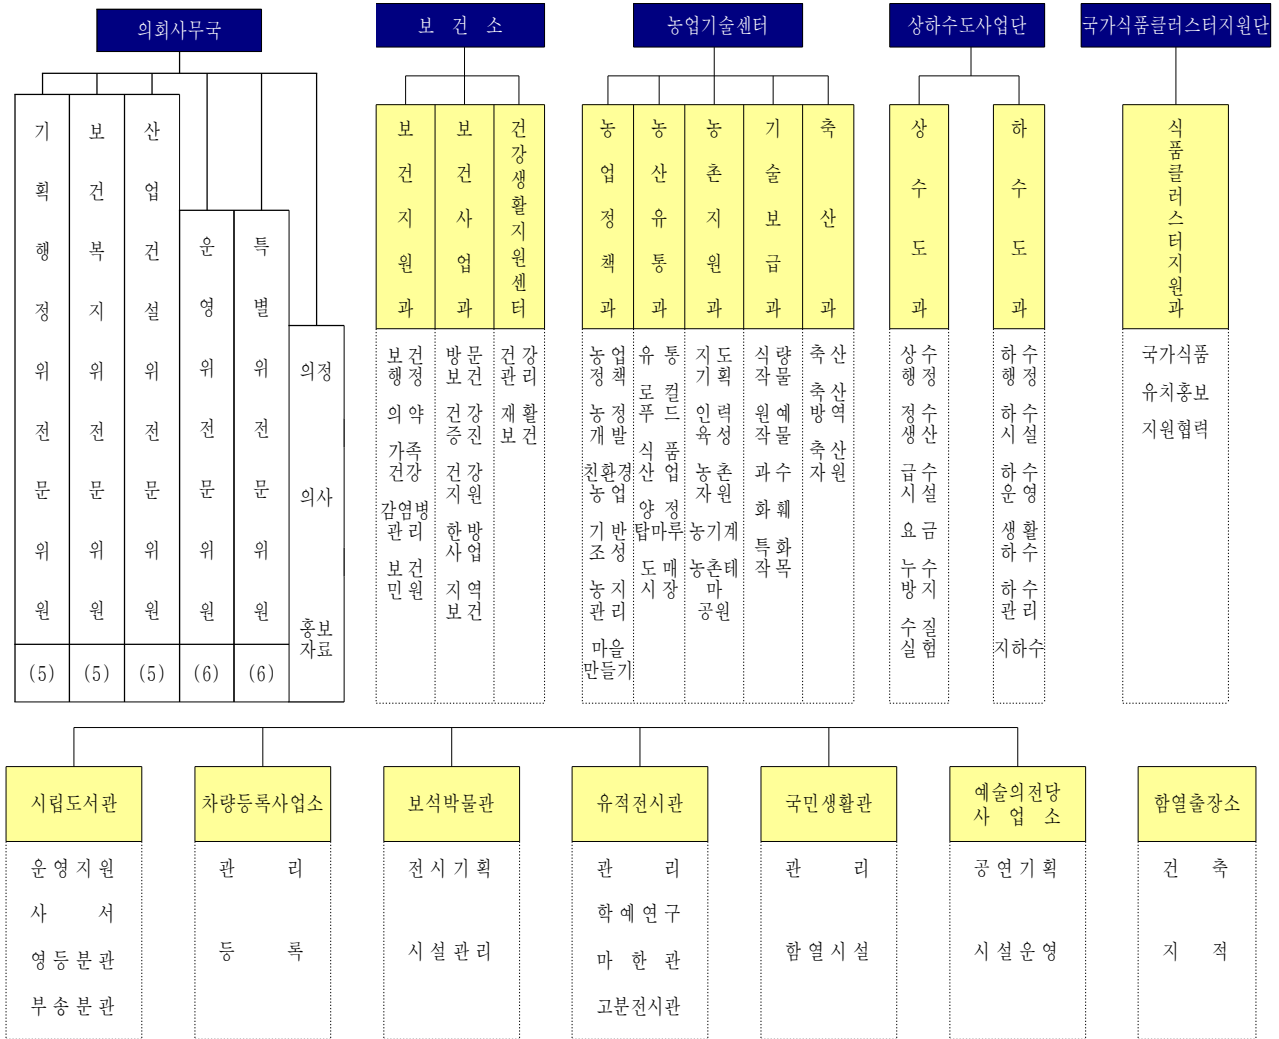 의회사무국
기획행정위전문위원
(5)
보건복지위전문위원
(5)
산업건설위전문위원
(5)
운영위전문위원
(6)
특별위전문위원
(6)
의정
의사
홍보
자료
보 건 소
보건지원과
보건
행정
의약
가족
건강
감염병
관리
보건
민원
보건사업과
방문
보건
건강
증진
건강
지원
한방
사업
지역
보건
건강생활지원센터
건강
관리
재활
보건
농업기술센터
농업정책과
농업
정책
농정
개발
친환경
농업
기반
조성
농지
관리
마을
만들기
농산유통과
유통
로컬
푸드
식품
산업
양정
탑마루
도매
시장
농촌지원과
지도
기획
인력
육성
농촌
자원
농기계
농촌테
마
공원
기술보급과
식량
작물
원예
작물
과수
화훼
특화
작목
축산과
축산
축산
방역
축산
자원
상하수도사업단
상수도과
상수
행정
정수
생산
급수
시설
요금
누수
방지
수질
실험
하수도과
하수
행정
하수
시설
하수
운영
생활
하수
하수
관리
지하수
국가식품클러스터지원단
식품클러스터지원과
국가식품
유치홍보
지원협력
시립도서관
운영지원
사 서
영등분관
부송분관
차량등록사업소
관 리
등 록
보석박물관
전시기획
시설관리
유적전시관
관 리
학예연구
마 한 관
고분전시관
국민생활관
관 리
함열시설
예술의전당
사 업 소
공연기획
시설운영
함열출장소
건 축
지 적